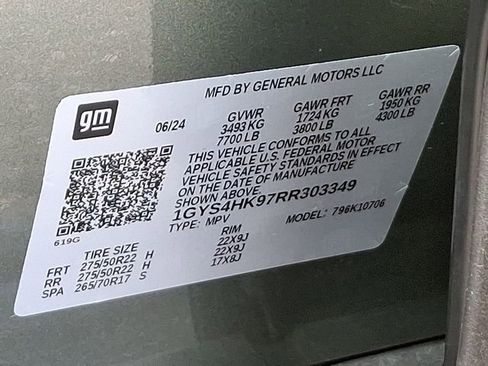 MFD BY GENERAL MOTORS LLC
gm
06/24 GVWR GAWR FRT GAWR RR
3493 KG 1724 KG 1950 KG
7700 LB 3800 LB 4300 LB
THIS VEHICLE CONFORMS TO ALL
APPLICABLE U.S. FEDERAL MOTOR
VEHICLE SAFETY STANDARDS IN EFFECT
ON THE DATE OF MANUFACTURE
SHOWN ABOVE.
1GYS4HK97RR303349
TYPE: MPV MODEL: 796K10706
619G
TIRE SIZE RIM
FRT 275/50R22 H 22X9J
RR 275/50R22 H 22X9J
SPA 265/70R17 S 17X8J